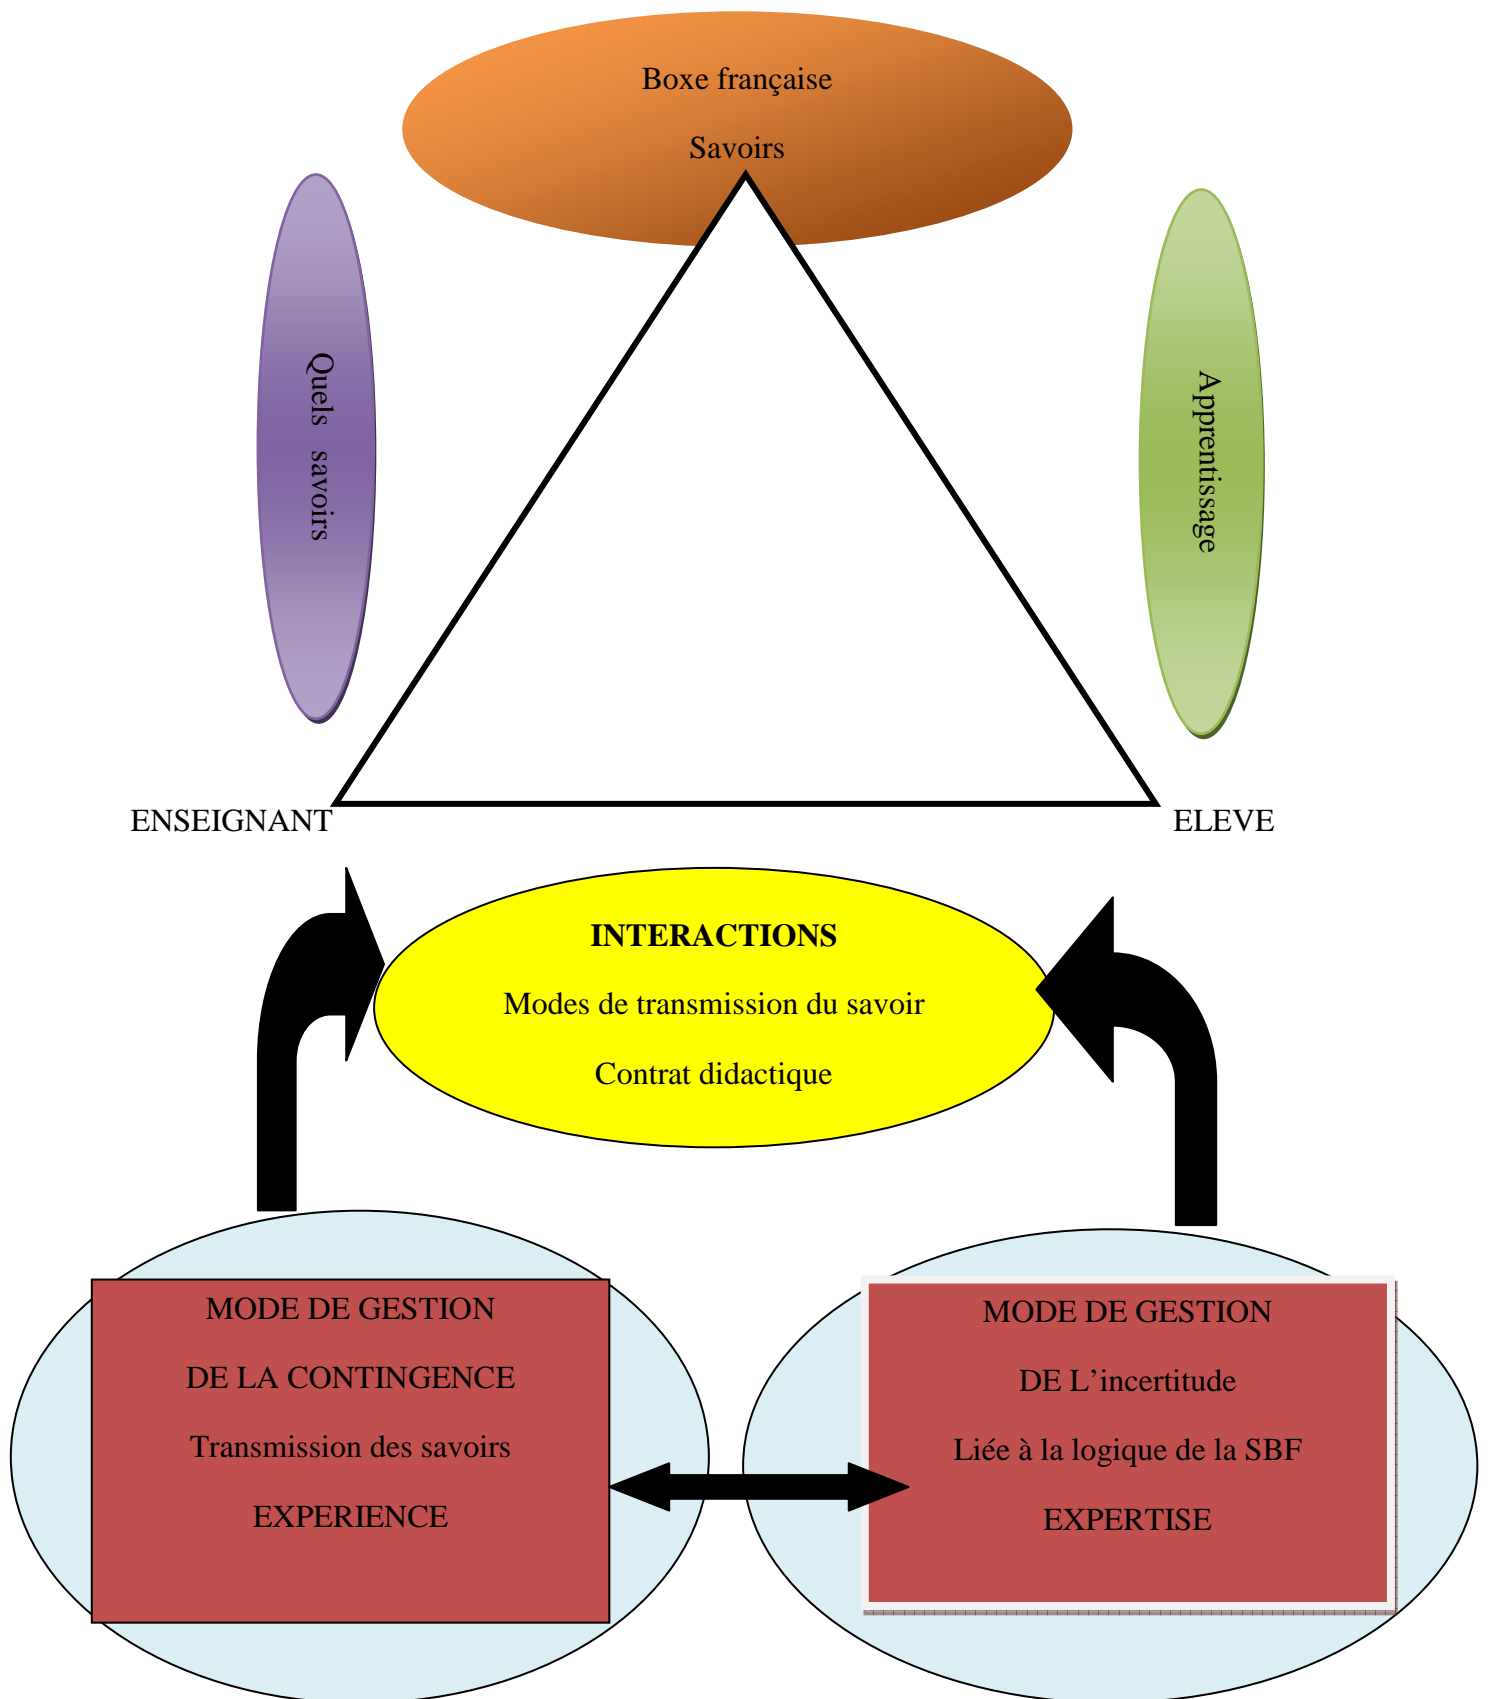 Boxe française
Savoirs
Quels savoirs
Apprentissage
ENSEIGNANT
ELEVE
INTERACTIONS
Modes de transmission du savoir
Contrat didactique
MODE DE GESTION
DE LA CONTINGENCE
Transmission des savoirs
EXPERIENCE
MODE DE GESTION
DE L’incertitude
Liée à la logique de la SBF
EXPERTISE